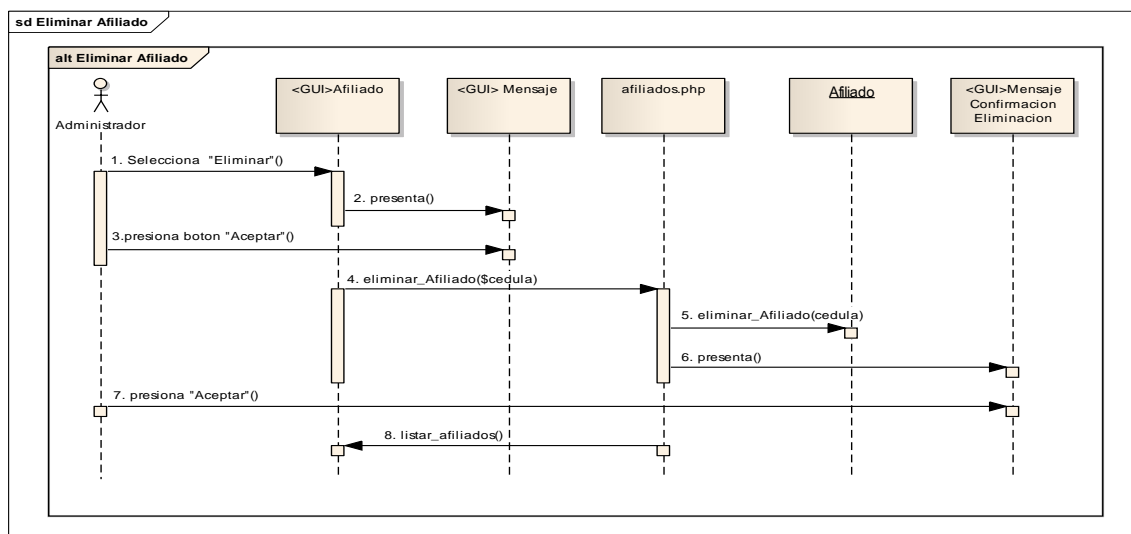 sd Eliminar Afiliado
alt Eliminar Afiliado
Administrador
<GUI>Afiliado
<GUI> Mensaje
afiliados.php
Afiliado
<GUI>Mensaje
Confirmacion
Eliminacion
1. Selecciona "Eliminar"()
2. presenta()
3.presiona boton "Aceptar"()
4. eliminar_Afiliado($cedula)
5. eliminar_Afiliado(cedula)
6. presenta()
7. presiona "Aceptar"()
8. listar_afiliados()